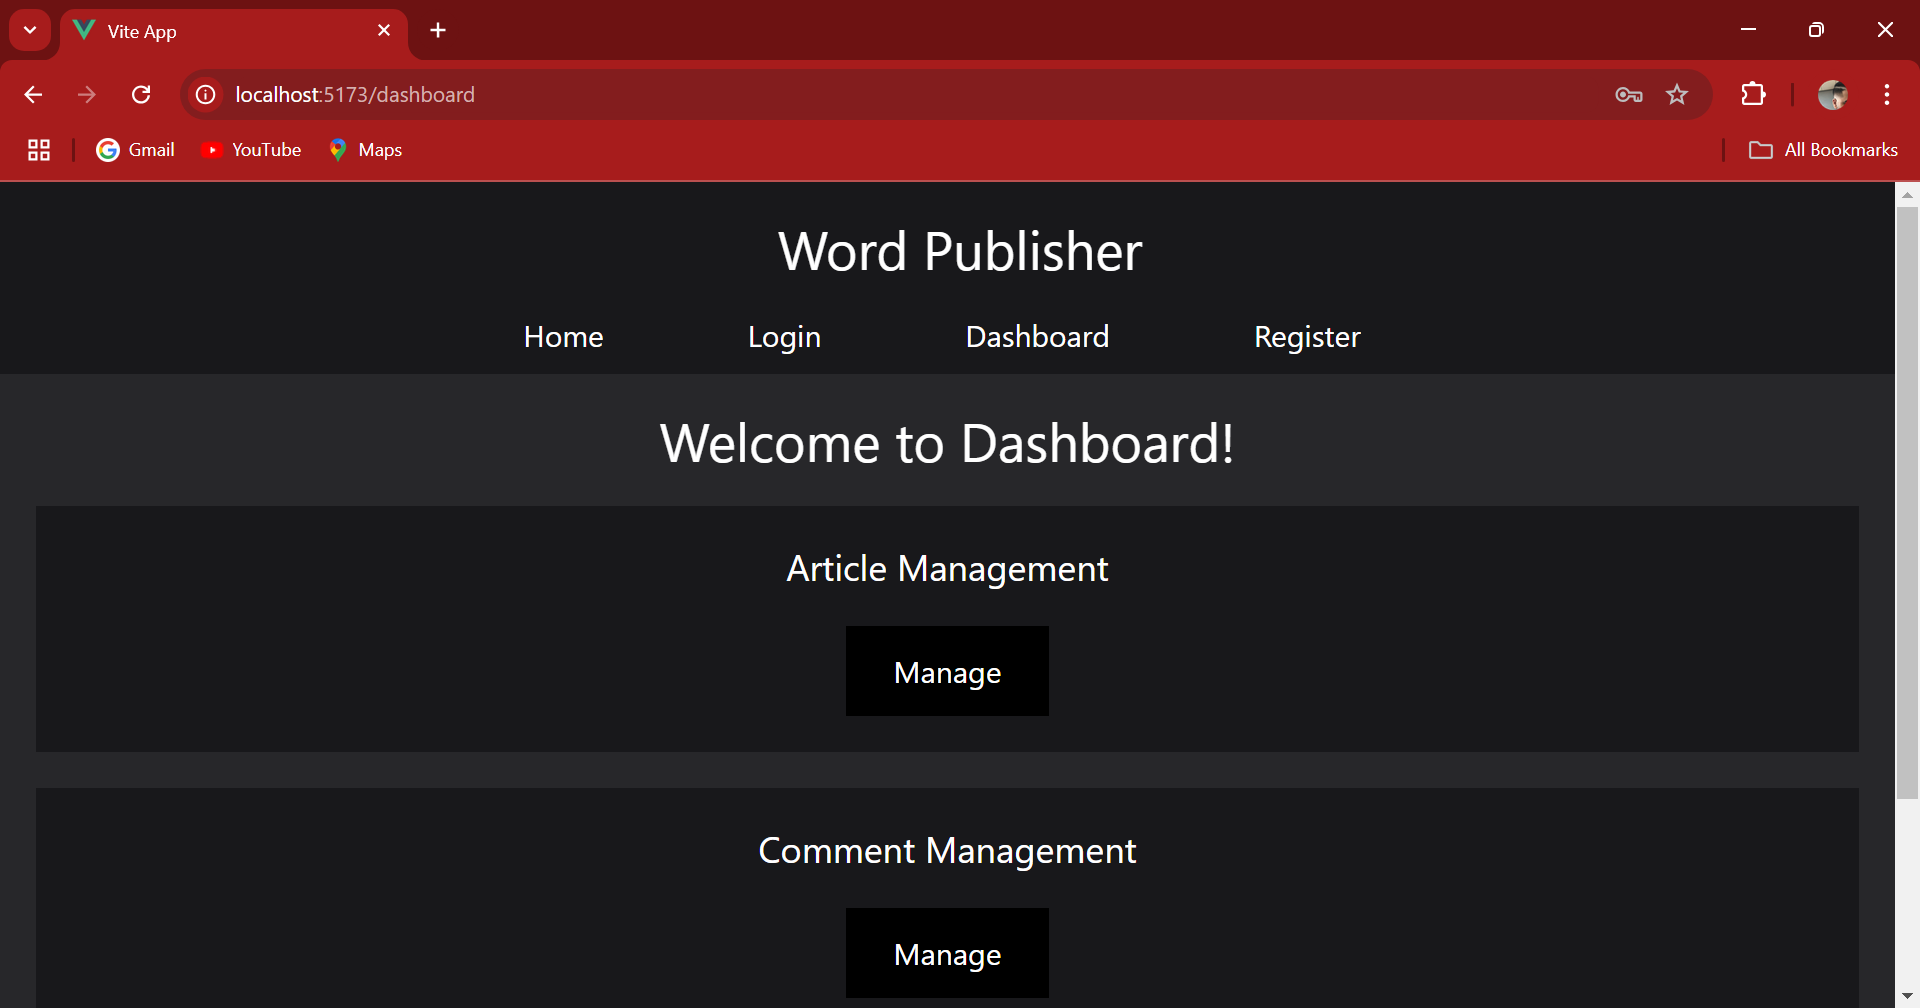 Vite App
localhost:5173/dashboard
Gmail YouTube Maps All Bookmarks
Word Publisher
Home Login Dashboard Register
Welcome to Dashboard!
Article Management
Manage
Comment Management
Manage